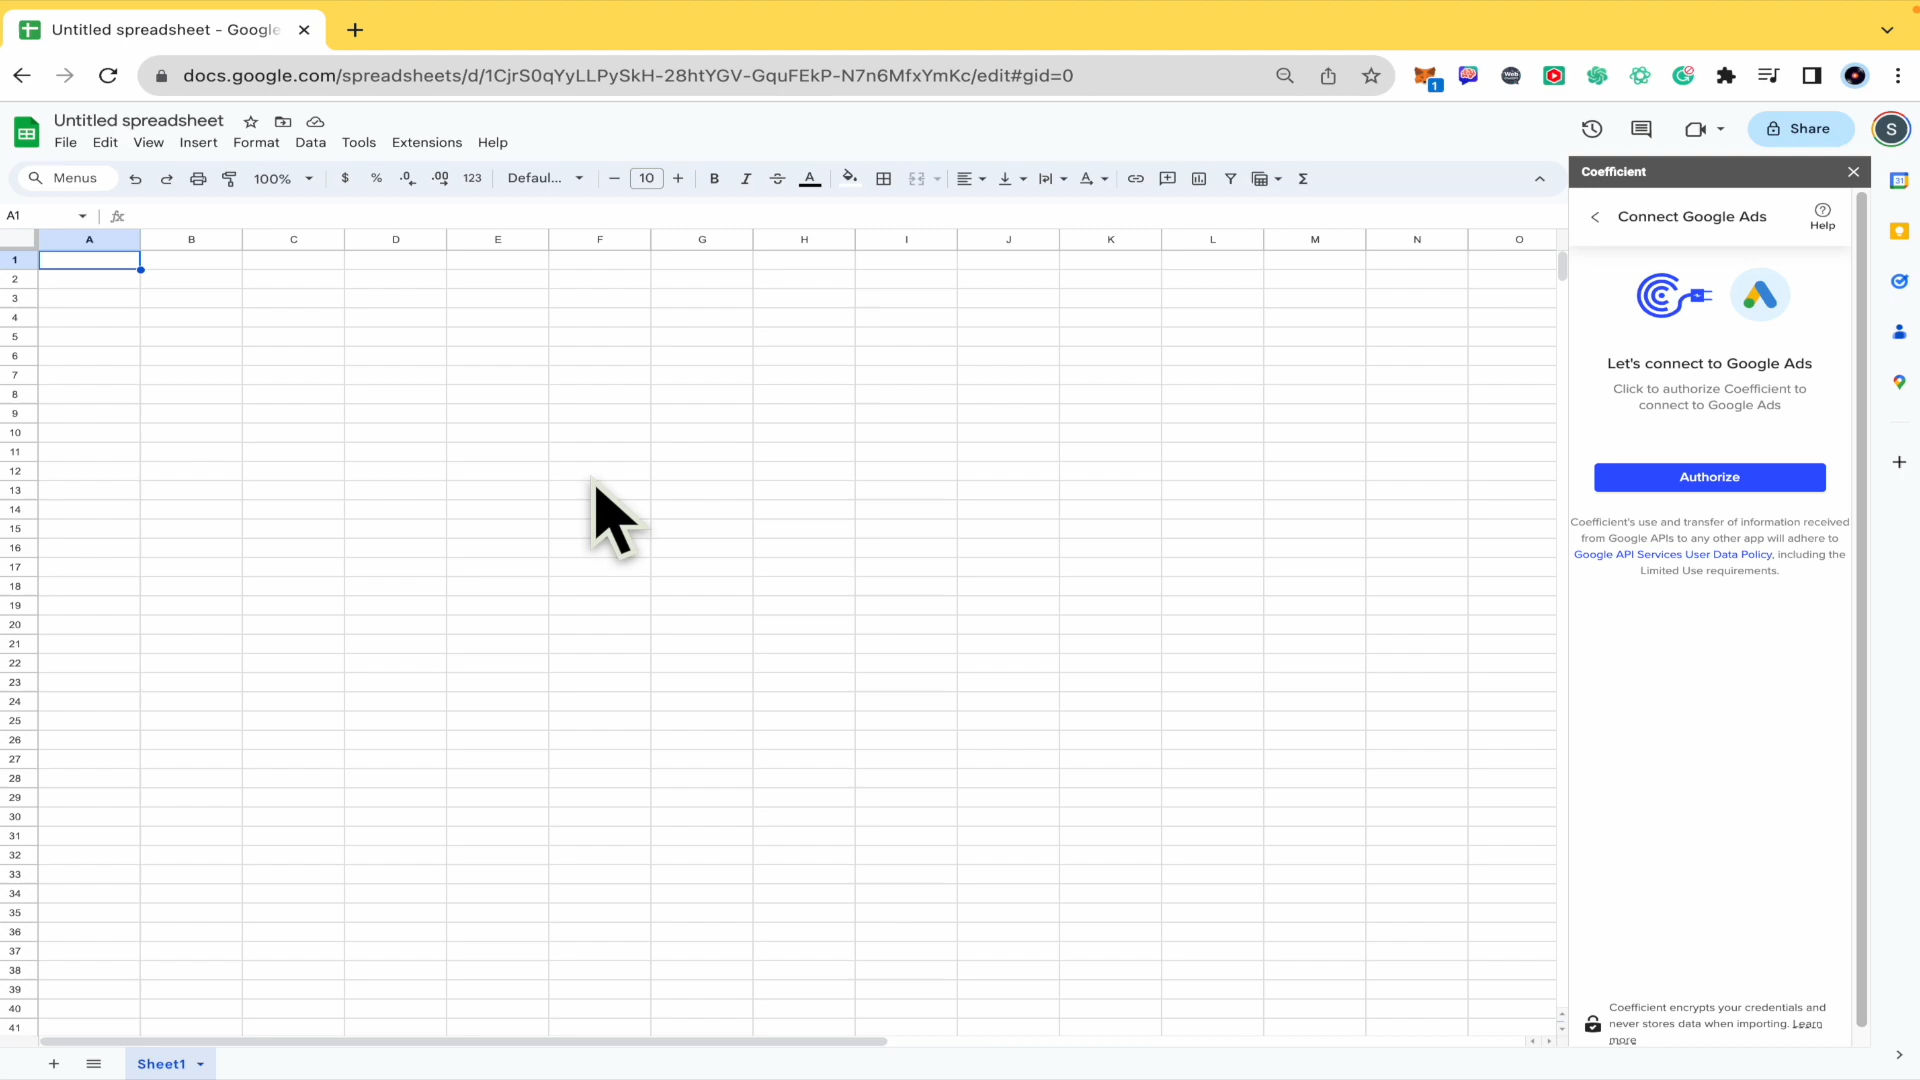 Untitled spreadsheet - Google
docs.google.com/spreadsheets/d/1CjrS0qYyLLPySkH-28htYGV-GquFEkP-N7n6MfxYmKc/edit#gid=0
1
Untitled spreadsheet
File Edit View Insert Format Data Tools Extensions Help
Share
S
Menus 100% $ % .0 .00 123 Defaul... 10 B I A Σ
A1 fx
A B C D E F G H I J K L M N O
1
2
3
4
5
6
7
8
9
10
11
12
13
14
15
16
17
18
19
20
21
22
23
24
25
26
27
28
29
30
31
32
33
34
35
36
37
38
39
40
41
Sheet1
Coefficient
Connect Google Ads
Help
Let's connect to Google Ads
Click to authorize Coefficient to
connect to Google Ads
Authorize
Coefficient's use and transfer of information received
from Google APIs to any other app will adhere to
Google API Services User Data Policy, including the
Limited Use requirements.
Coefficient encrypts your credentials and
never stores data when importing. Learn
more
31